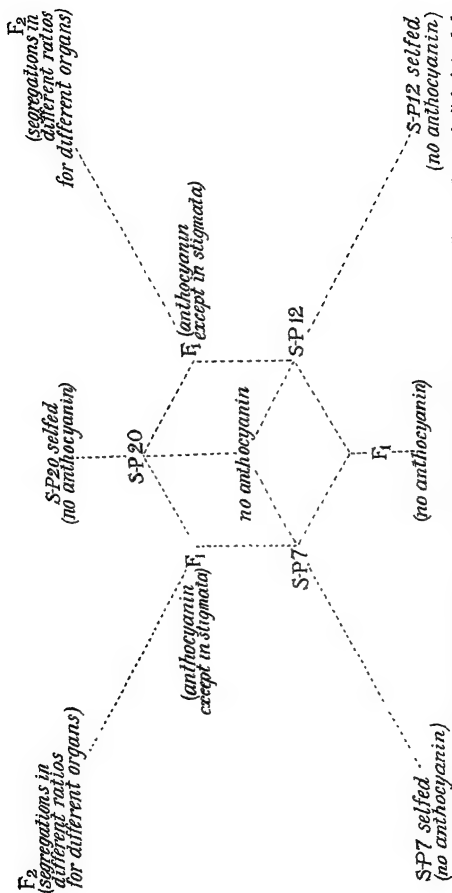 F2
(segregations in
different ratios
for different organs)
S-P20 selfed
(no anthocyanin)
F2
(segregations in
different ratios
for different organs)
S-P 20
(anthocyanin
except in stigmata)
F1
F1
(anthocyanin
except in stigmata)
no anthocyanin
S-P7
S-P12
F1
(no anthocyanin)
S-P7 selfed
(no anthocyanin)
S-P12 selfed
(no anthocyanin)